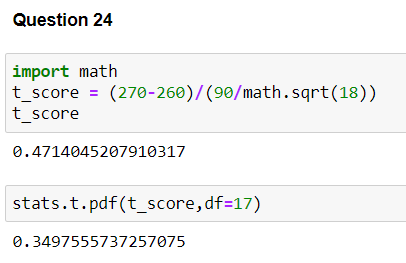 Question 24
import math
t_score = (270-260)/(90/math.sqrt(18))
t_score
0.4714045207910317
stats.t.pdf(t_score,df=17)
0.3497555737257075